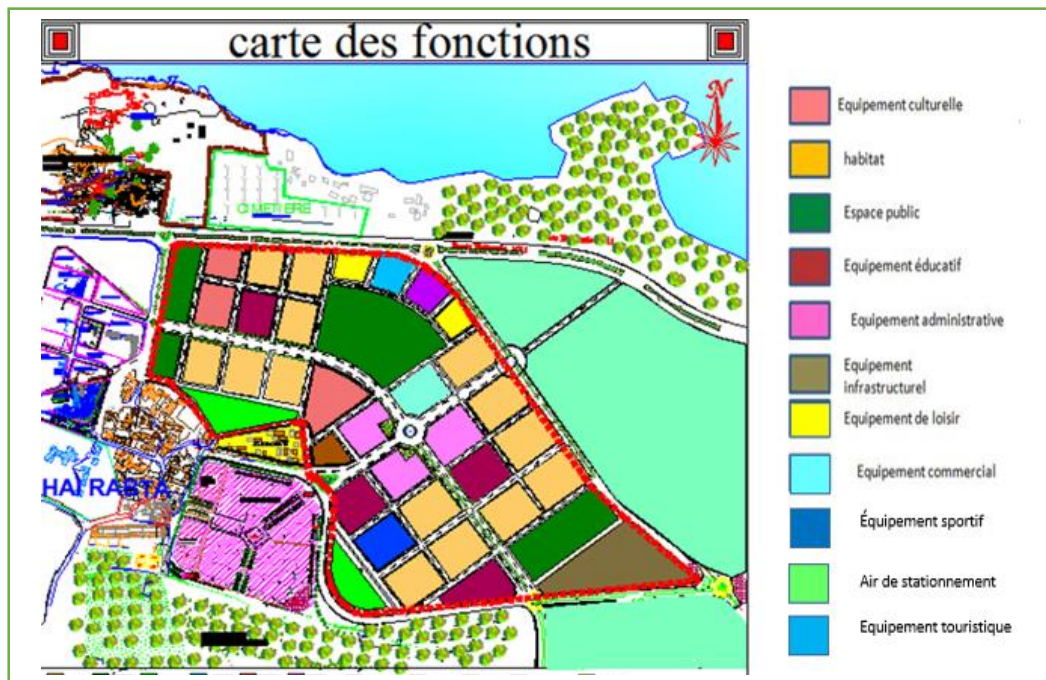 carte des fonctions
N
CIMETIERE
HAI RABTA
Equipement culturelle
habitat
Espace public
Equipement éducatif
Equipement administrative
Equipement
infrastructurel
Equipement de loisir
Equipement commercial
Équipement sportif
Air de stationnement
Equipement touristique